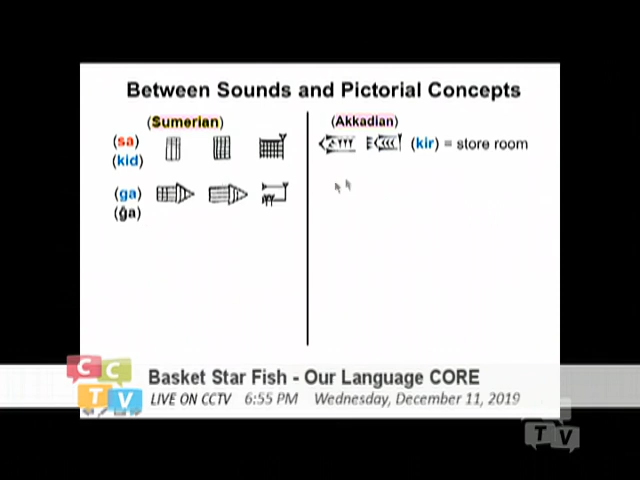 Between Sounds and Pictorial Concepts
(Sumerian)
(sa)
(kid)
(ga)
(ĝa)
(Akkadian)
(kir) = store room
CCTV
Basket Star Fish - Our Language CORE
LIVE ON CCTV 6:55 PM Wednesday, December 11, 2019
TV